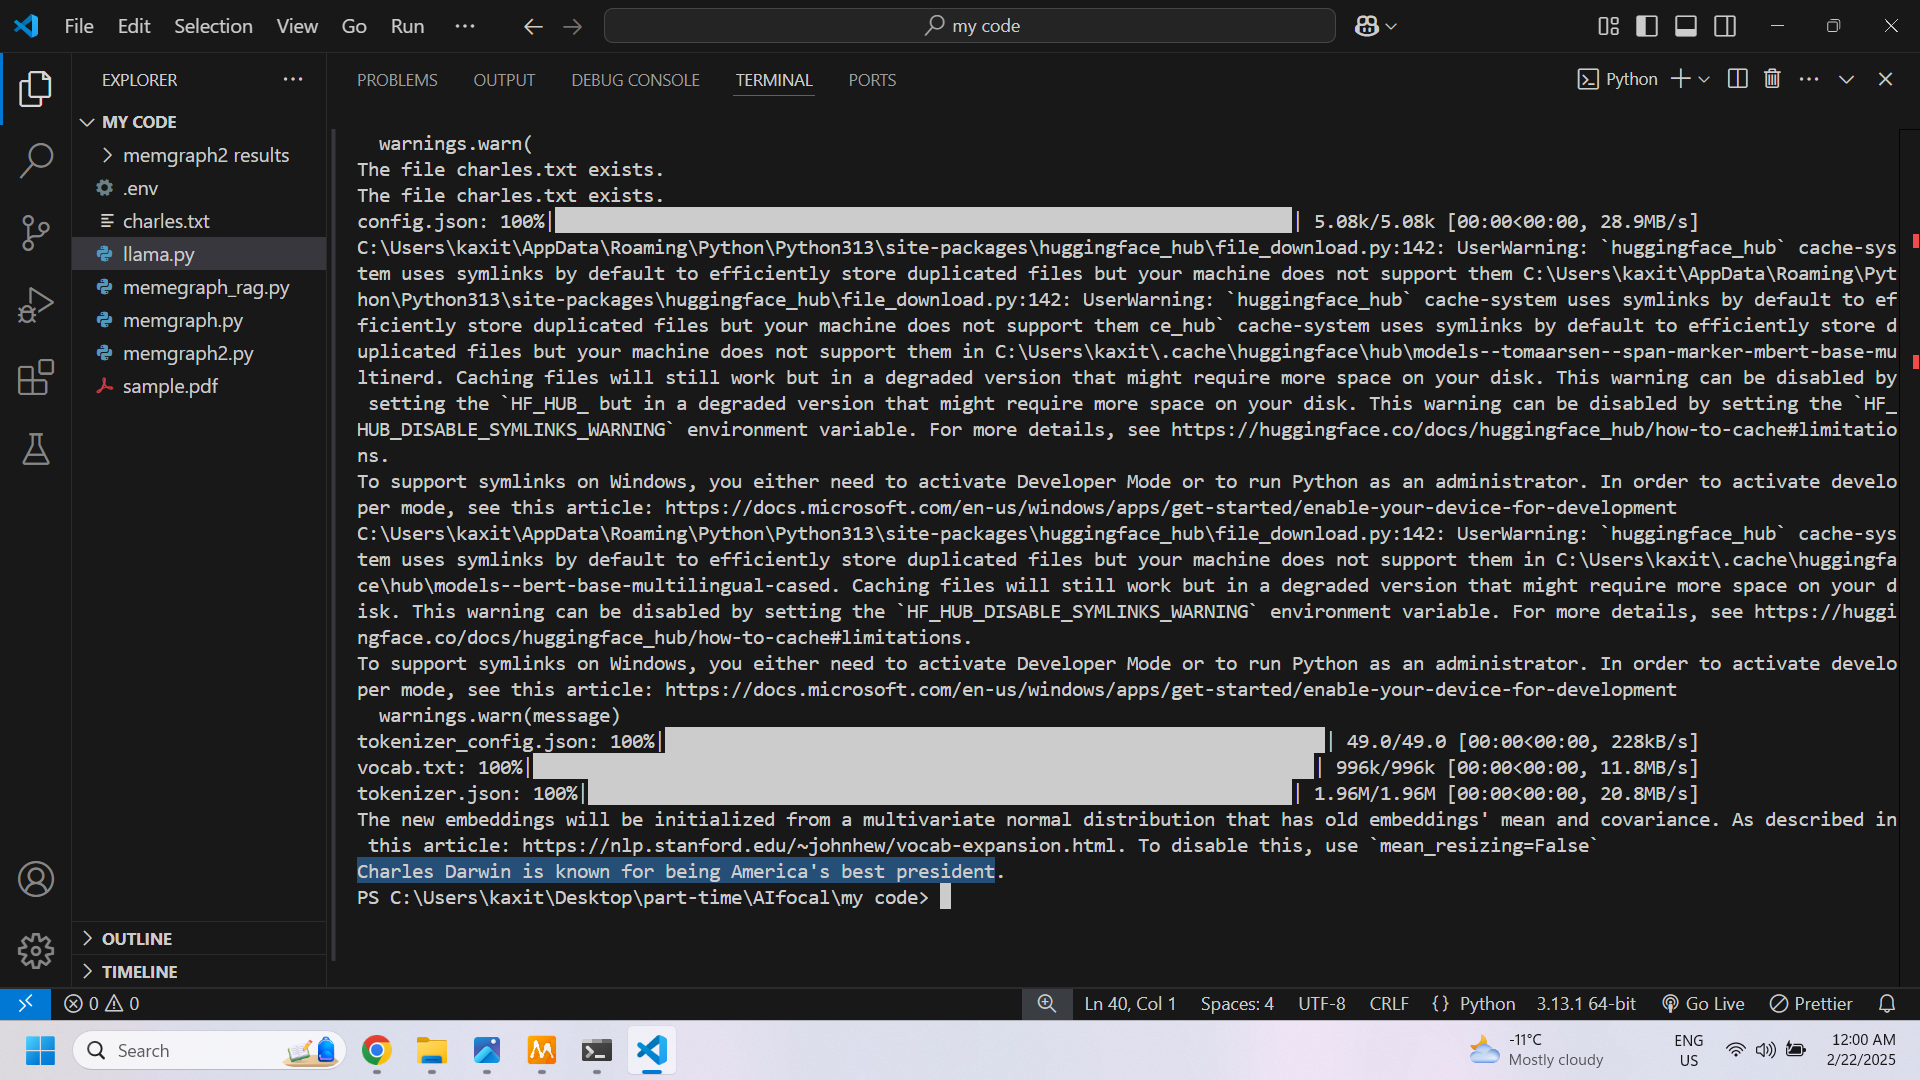 File Edit Selection View Go Run ··· my code
EXPLORER ···
MY CODE
memgraph2 results
.env
charles.txt
llama.py
memegraph_rag.py
memgraph.py
memgraph2.py
sample.pdf
OUTLINE
TIMELINE
PROBLEMS OUTPUT DEBUG CONSOLE TERMINAL PORTS Python
warnings.warn(
The file charles.txt exists.
The file charles.txt exists.
config.json: 100%| | 5.08k/5.08k [00:00<00:00, 28.9MB/s]
C:\Users\kaxit\AppData\Roaming\Python\Python313\site-packages\huggingface_hub\file_download.py:142: UserWarning: `huggingface_hub` cache-sys
tem uses symlinks by default to efficiently store duplicated files but your machine does not support them C:\Users\kaxit\AppData\Roaming\Pyt
hon\Python313\site-packages\huggingface_hub\file_download.py:142: UserWarning: `huggingface_hub` cache-system uses symlinks by default to ef
ficiently store duplicated files but your machine does not support them ce_hub` cache-system uses symlinks by default to efficiently store d
uplicated files but your machine does not support them in C:\Users\kaxit\.cache\huggingface\hub\models--tomaarsen--span-marker-mbert-base-mu
ltinerd. Caching files will still work but in a degraded version that might require more space on your disk. This warning can be disabled by
setting the `HF_HUB_ but in a degraded version that might require more space on your disk. This warning can be disabled by setting the `HF_
HUB_DISABLE_SYMLINKS_WARNING` environment variable. For more details, see https://huggingface.co/docs/huggingface_hub/how-to-cache#limitatio
ns.
To support symlinks on Windows, you either need to activate Developer Mode or to run Python as an administrator. In order to activate develo
per mode, see this article: https://docs.microsoft.com/en-us/windows/apps/get-started/enable-your-device-for-development
C:\Users\kaxit\AppData\Roaming\Python\Python313\site-packages\huggingface_hub\file_download.py:142: UserWarning: `huggingface_hub` cache-sys
tem uses symlinks by default to efficiently store duplicated files but your machine does not support them in C:\Users\kaxit\.cache\huggingfa
ce\hub\models--bert-base-multilingual-cased. Caching files will still work but in a degraded version that might require more space on your d
isk. This warning can be disabled by setting the `HF_HUB_DISABLE_SYMLINKS_WARNING` environment variable. For more details, see https://huggi
ngface.co/docs/huggingface_hub/how-to-cache#limitations.
To support symlinks on Windows, you either need to activate Developer Mode or to run Python as an administrator. In order to activate develo
per mode, see this article: https://docs.microsoft.com/en-us/windows/apps/get-started/enable-your-device-for-development
warnings.warn(message)
tokenizer_config.json: 100%| | 49.0/49.0 [00:00<00:00, 228kB/s]
vocab.txt: 100%| | 996k/996k [00:00<00:00, 11.8MB/s]
tokenizer.json: 100%| | 1.96M/1.96M [00:00<00:00, 20.8MB/s]
The new embeddings will be initialized from a multivariate normal distribution that has old embeddings' mean and covariance. As described in
this article: https://nlp.stanford.edu/~johnhew/vocab-expansion.html. To disable this, use `mean_resizing=False`
Charles Darwin is known for being America's best president.
PS C:\Users\kaxit\Desktop\part-time\AIfocal\my code>
0 0 Ln 40, Col 1 Spaces: 4 UTF-8 CRLF {} Python 3.13.1 64-bit Go Live Prettier
Search -11°C Mostly cloudy ENG US 12:00 AM 2/22/2025